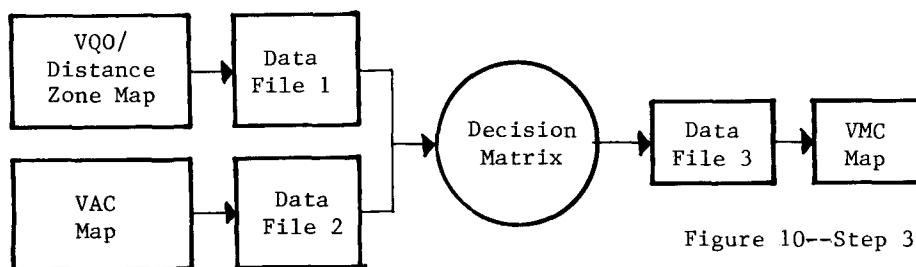 VQO/
Distance
Zone Map
Data
File 1
VAC
Map
Data
File 2
Decision
Matrix
Data
File 3
VMC
Map
Figure 10--Step 3